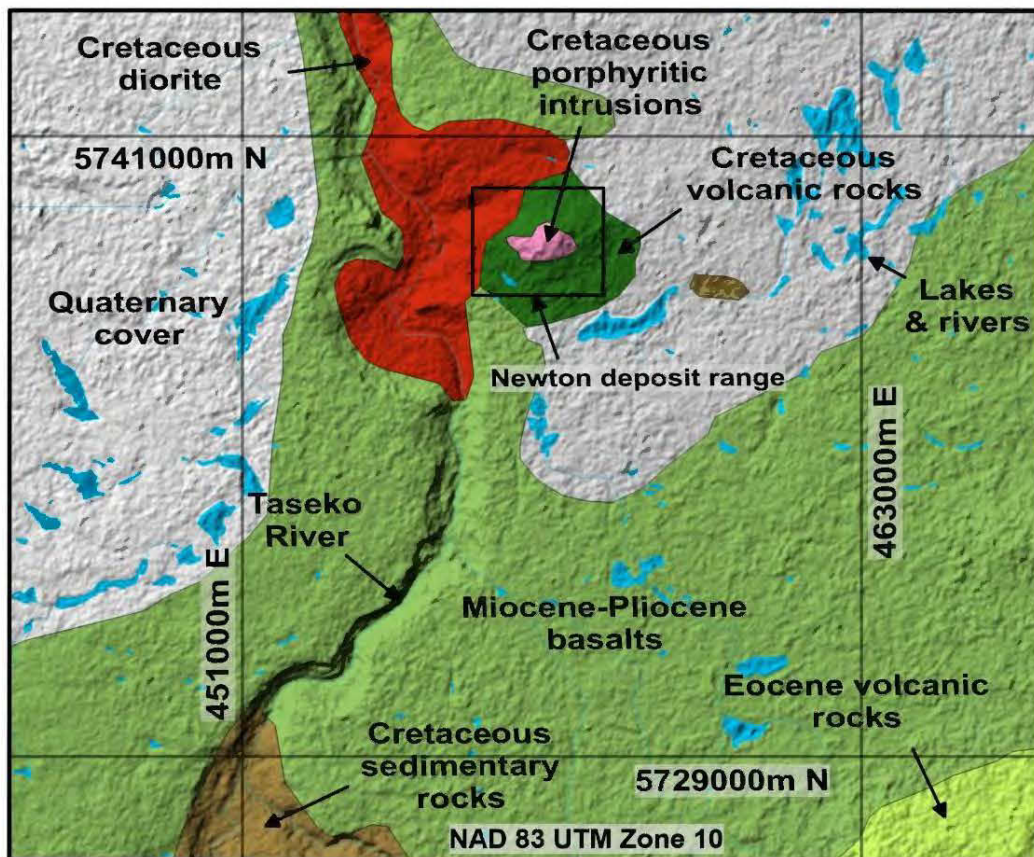 Cretaceous
diorite
Cretaceous
porphyritic
intrusions
5741000m N
Cretaceous
volcanic rocks
Quaternary
cover
Lakes
& rivers
Newton deposit range
Taseko
River
451000m E
463000m E
Miocene-Pliocene
basalts
Eocene volcanic
rocks
Cretaceous
sedimentary
rocks
5729000m N
NAD 83 UTM Zone 10